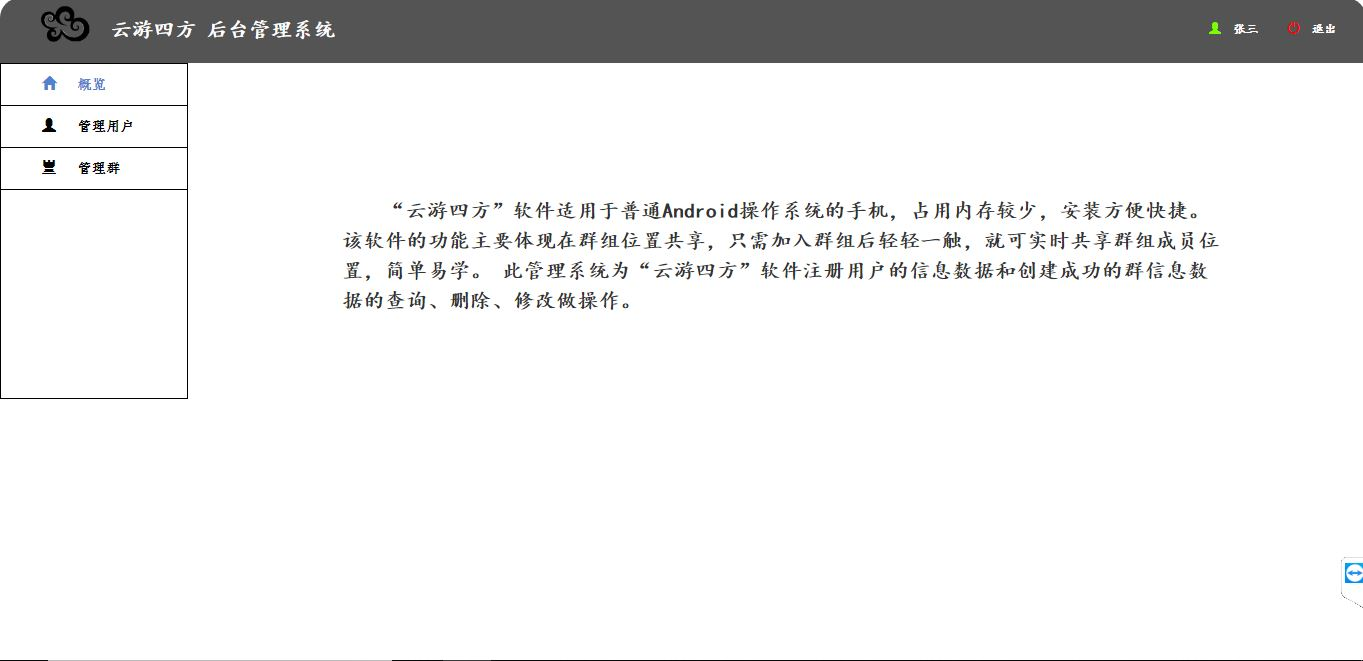 云游四方 后台管理系统
张三
退出
概览
管理用户
管理群
“云游四方”软件适用于普通Android操作系统的手机，占用内存较少，安装方便快捷。
该软件的功能主要体现在群组位置共享，只需加入群组后轻轻一触，就可实时共享群组成员位
置，简单易学。 此管理系统为“云游四方”软件注册用户的信息数据和创建成功的群信息数
据的查询、删除、修改做操作。